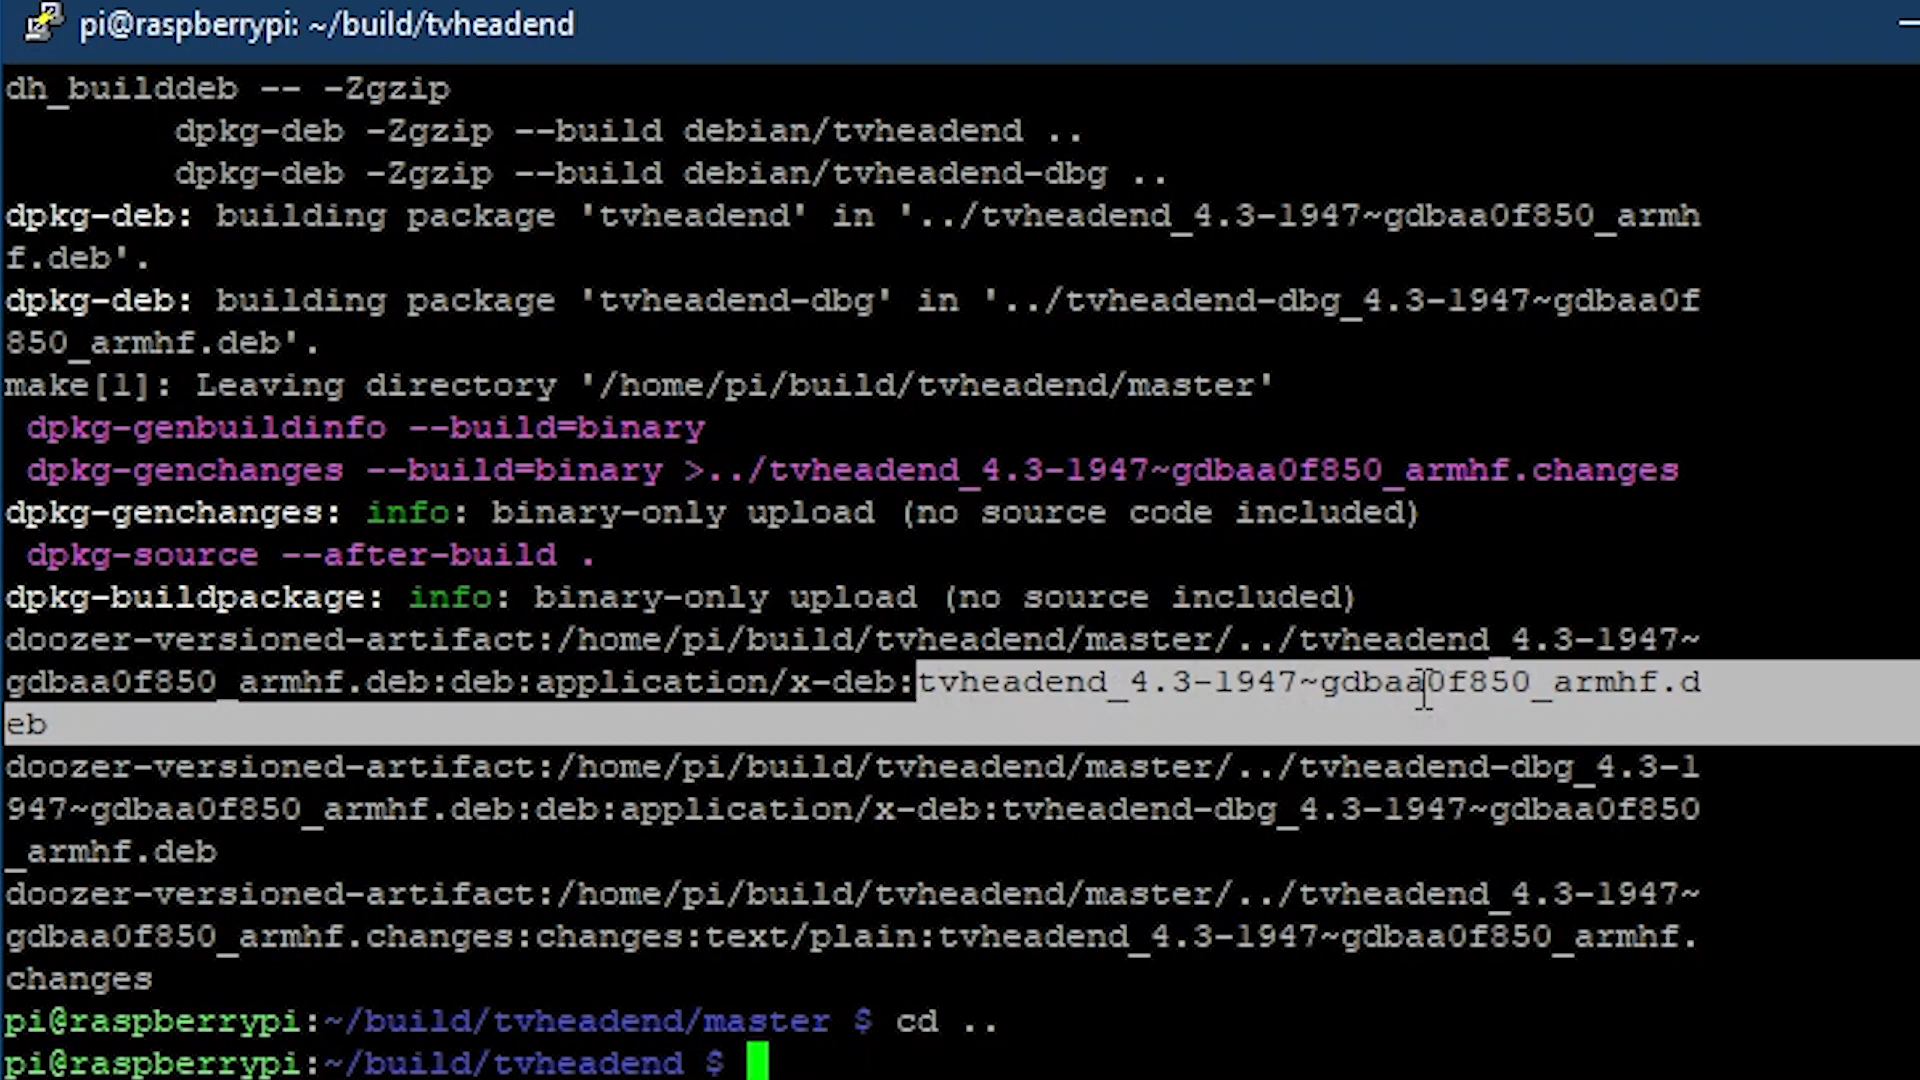 pi@raspberrypi: ~/build/tvheadend
dh_builddeb -- -Zgzip
dpkg-deb -Zgzip --build debian/tvheadend ..
dpkg-deb -Zgzip --build debian/tvheadend-dbg ..
dpkg-deb: building package 'tvheadend' in '../tvheadend_4.3-1947~gdbaa0f850_armh
f.deb'.
dpkg-deb: building package 'tvheadend-dbg' in '../tvheadend-dbg_4.3-1947~gdbaa0f
850_armhf.deb'.
make[1]: Leaving directory '/home/pi/build/tvheadend/master'
dpkg-genbuildinfo --build=binary
dpkg-genchanges --build=binary >../tvheadend_4.3-1947~gdbaa0f850_armhf.changes
dpkg-genchanges: info: binary-only upload (no source code included)
dpkg-source --after-build .
dpkg-buildpackage: info: binary-only upload (no source included)
doozer-versioned-artifact:/home/pi/build/tvheadend/master/../tvheadend_4.3-1947~
gdbaa0f850_armhf.deb:deb:application/x-deb:tvheadend_4.3-1947~gdbaa0f850_armhf.d
eb
doozer-versioned-artifact:/home/pi/build/tvheadend/master/../tvheadend-dbg_4.3-1
947~gdbaa0f850_armhf.deb:deb:application/x-deb:tvheadend-dbg_4.3-1947~gdbaa0f850
_armhf.deb
doozer-versioned-artifact:/home/pi/build/tvheadend/master/../tvheadend_4.3-1947~
gdbaa0f850_armhf.changes:changes:text/plain:tvheadend_4.3-1947~gdbaa0f850_armhf.
changes
pi@raspberrypi:~/build/tvheadend/master $ cd ..
pi@raspberrypi:~/build/tvheadend $